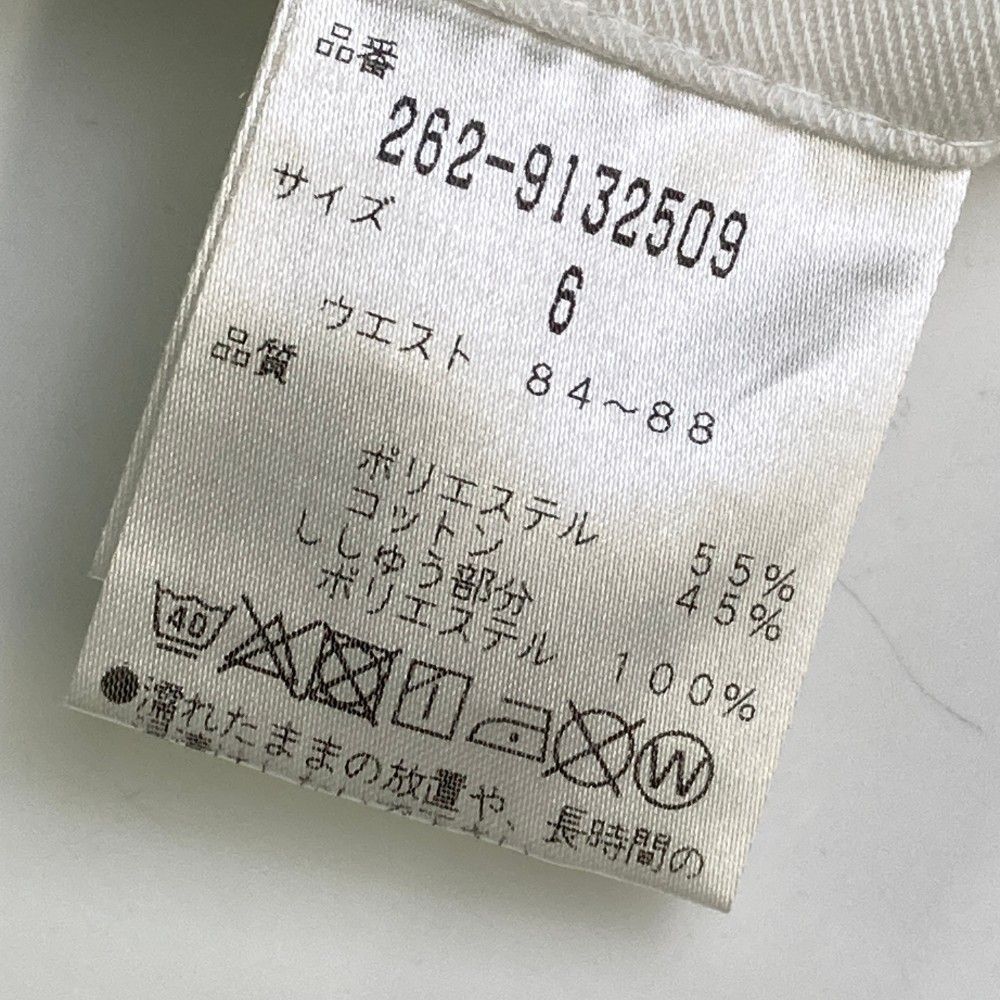 品番
262-9132509
サイズ
6
ウエスト 84～88
品質
ポリエステル 55%
コットン 45%
ししゆう部分
ポリエステル 100%
40
W
●濡れたままの放置や、長時間の